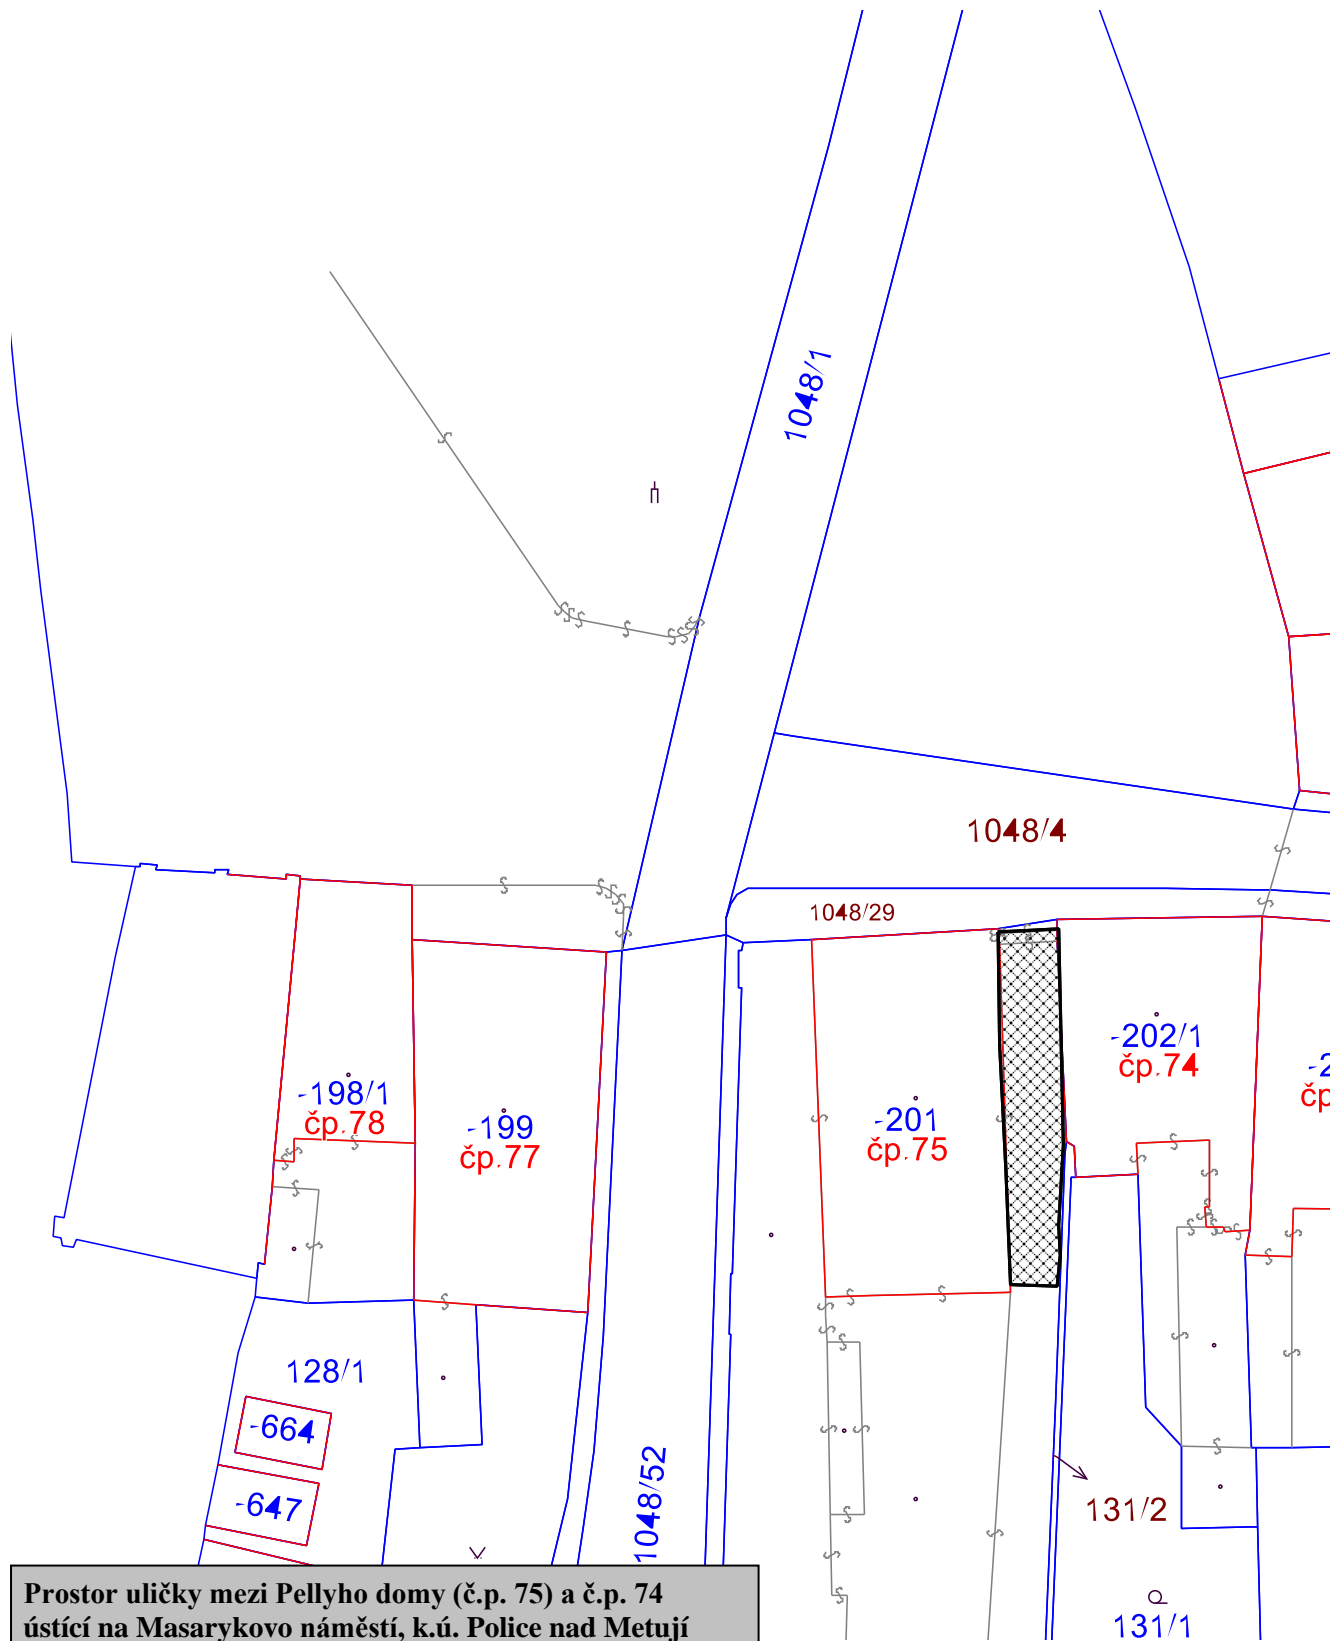 1048/1
1048/4
1048/29
-202/1
čp.74
-198/1
čp.78
-199
čp.77
-201
čp.75
-2
čp
128/1
-664
-647
1048/52
131/2
131/1
Prostor uličky mezi Pellyho domy (č.p. 75) a č.p. 74
ústící na Masarykovo náměstí, k.ú. Police nad Metují